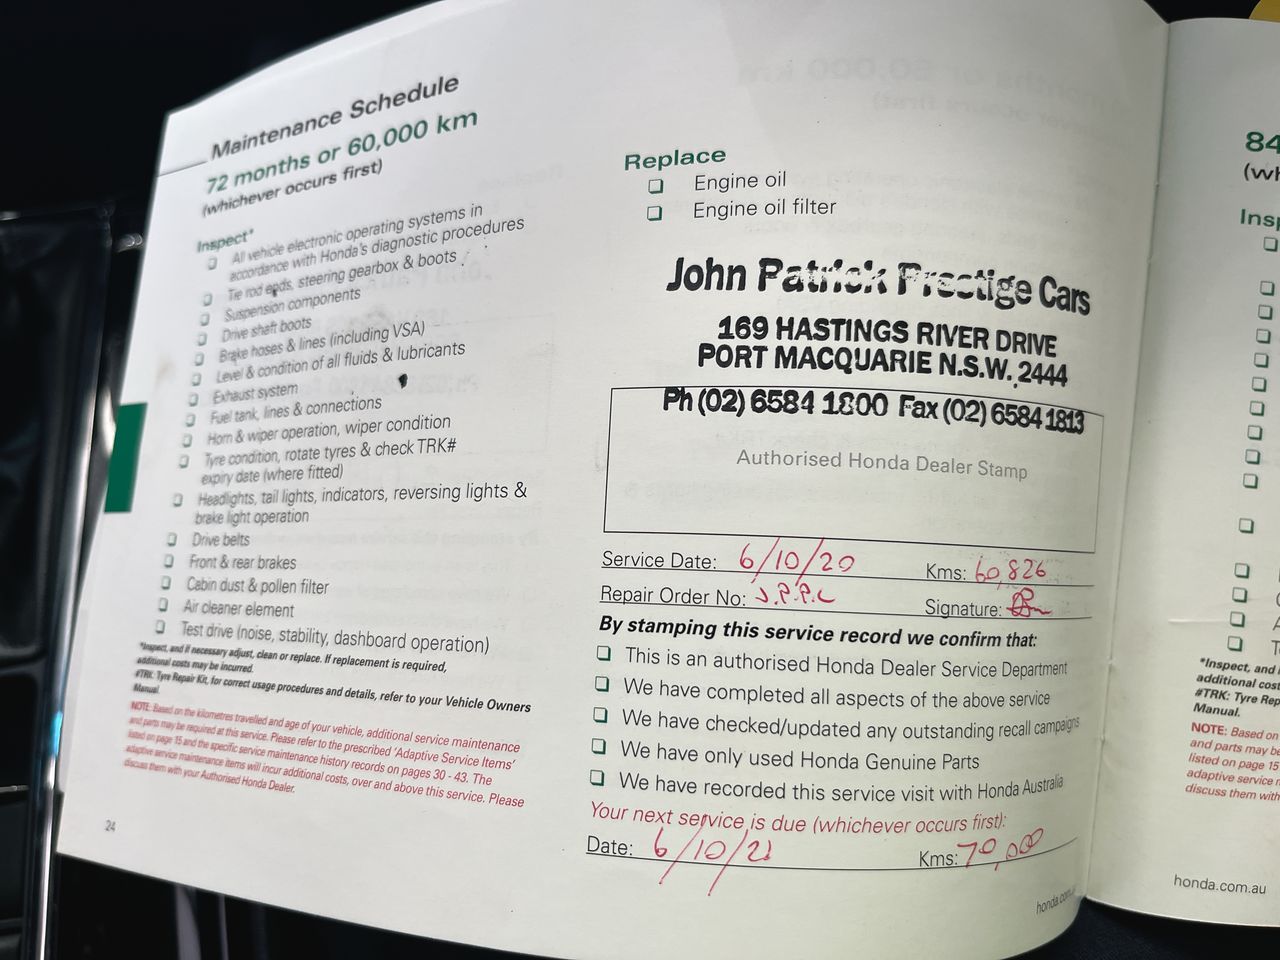 Maintenance Schedule
72 months or 60,000 km
(whichever occurs first)
Inspect*
❏ All vehicle electronic operating systems in
accordance with Honda's diagnostic procedures
❏ Tie rod ends, steering gearbox & boots
❏ Suspension components
❏ Drive shaft boots
❏ Brake hoses & lines (including VSA)
❏ Level & condition of all fluids & lubricants
❏ Exhaust system
❏ Fuel tank, lines & connections
❏ Horn & wiper operation, wiper condition
❏ Tyre condition, rotate tyres & check TRK#
expiry date (where fitted)
❏ Headlights, tail lights, indicators, reversing lights &
brake light operation
❏ Drive belts
❏ Front & rear brakes
❏ Cabin dust & pollen filter
❏ Air cleaner element
❏ Test drive (noise, stability, dashboard operation)
*Inspect, and if necessary adjust, clean or replace. If replacement is required,
additional costs may be incurred.
#TRK: Tyre Repair Kit, for correct usage procedures and details, refer to your Vehicle Owners
Manual.
NOTE: Based on the kilometres travelled and age of your vehicle, additional service maintenance
and parts may be required at this service. Please refer to the prescribed 'Adaptive Service Items'
listed on page 15 and the specific service maintenance history records on pages 30 - 43. The
adaptive service maintenance items will incur additional costs, over and above this service. Please
discuss them with your Authorised Honda Dealer.
24
Replace
❏ Engine oil
❏ Engine oil filter
John Patrick Prestige Cars
169 HASTINGS RIVER DRIVE
PORT MACQUARIE N.S.W. 2444
Ph (02) 6584 1800 Fax (02) 6584 1813
Authorised Honda Dealer Stamp
Service Date: 6/10/20 Kms: 60,826
Repair Order No: J.P.P.C Signature:
By stamping this service record we confirm that:
❏ This is an authorised Honda Dealer Service Department
❏ We have completed all aspects of the above service
❏ We have checked/updated any outstanding recall campaigns
❏ We have only used Honda Genuine Parts
❏ We have recorded this service visit with Honda Australia
Your next service is due (whichever occurs first):
Date: 6/10/21 Kms: 70,000
honda.com.
84
(wh
Insp
*Inspect, and i
additional cost
#TRK: Tyre Rep
Manual.
NOTE: Based on
and parts may be
listed on page 15
adaptive service m
discuss them with
honda.com.au